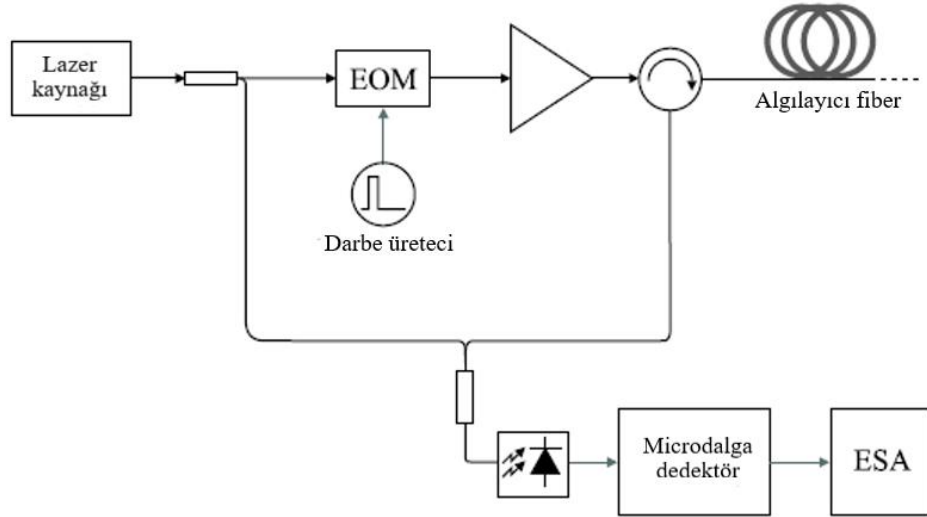 Lazer
kaynağı
EOM
Algılayıcı fiber
Darbe üreteci
Microdalga
dedektör
ESA